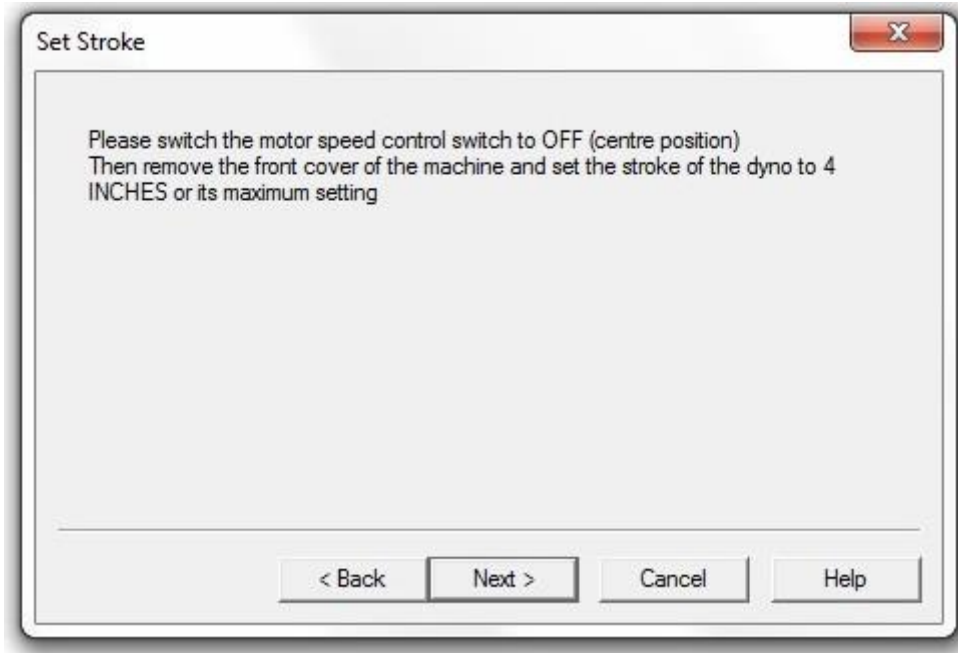 Set Stroke
Please switch the motor speed control switch to OFF (centre position)
Then remove the front cover of the machine and set the stroke of the dyno to 4
INCHES or its maximum setting
< Back
Next >
Cancel
Help